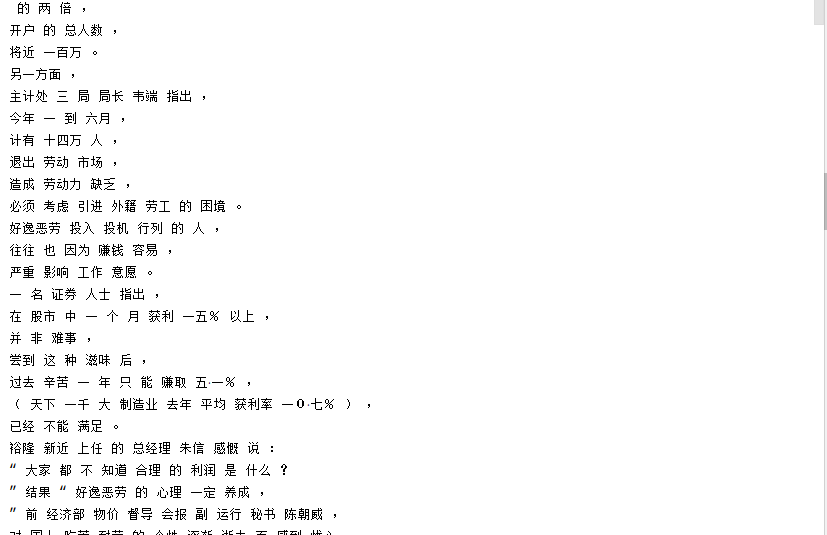 的 两 倍 ，
开户 的 总人数 ，
将近 一百万 。
另一方面 ，
主计处 三 局 局长 韦端 指出 ，
今年 一 到 六月 ，
计有 十四万 人 ，
退出 劳动 市场 ，
造成 劳动力 缺乏 ，
必须 考虑 引进 外籍 劳工 的 困境 。
好逸恶劳 投入 投机 行列 的 人 ，
往往 也 因为 赚钱 容易 ，
严重 影响 工作 意愿 。
一 名 证券 人士 指出 ，
在 股市 中 一 个 月 获利 一五％ 以上 ，
并 非 难事 ，
尝到 这 种 滋味 后 ，
过去 辛苦 一 年 只 能 赚取 五·一％ ，
（ 天下 一千 大 制造业 去年 平均 获利率 一０·七％ ） ，
已经 不能 满足 。
裕隆 新近 上任 的 总经理 朱信 感慨 说 ：
“ 大家 都 不 知道 合理 的 利润 是 什么 ？
” 结果 “ 好逸恶劳 的 心理 一定 养成 ，
” 前 经济部 物价 督导 会报 副 运行 秘书 陈朝威 ，